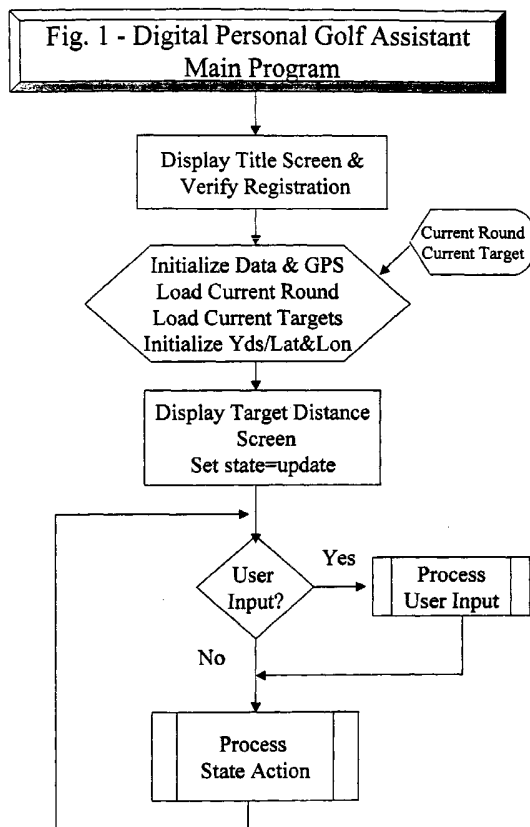 Fig. 1 - Digital Personal Golf Assistant
Main Program
Display Title Screen &
Verify Registration
Current Round
Current Target
Initialize Data & GPS
Load Current Round
Load Current Targets
Initialize Yds/Lat&Lon
Display Target Distance
Screen
Set state=update
User
Input?
Yes
Process
User Input
No
Process
State Action